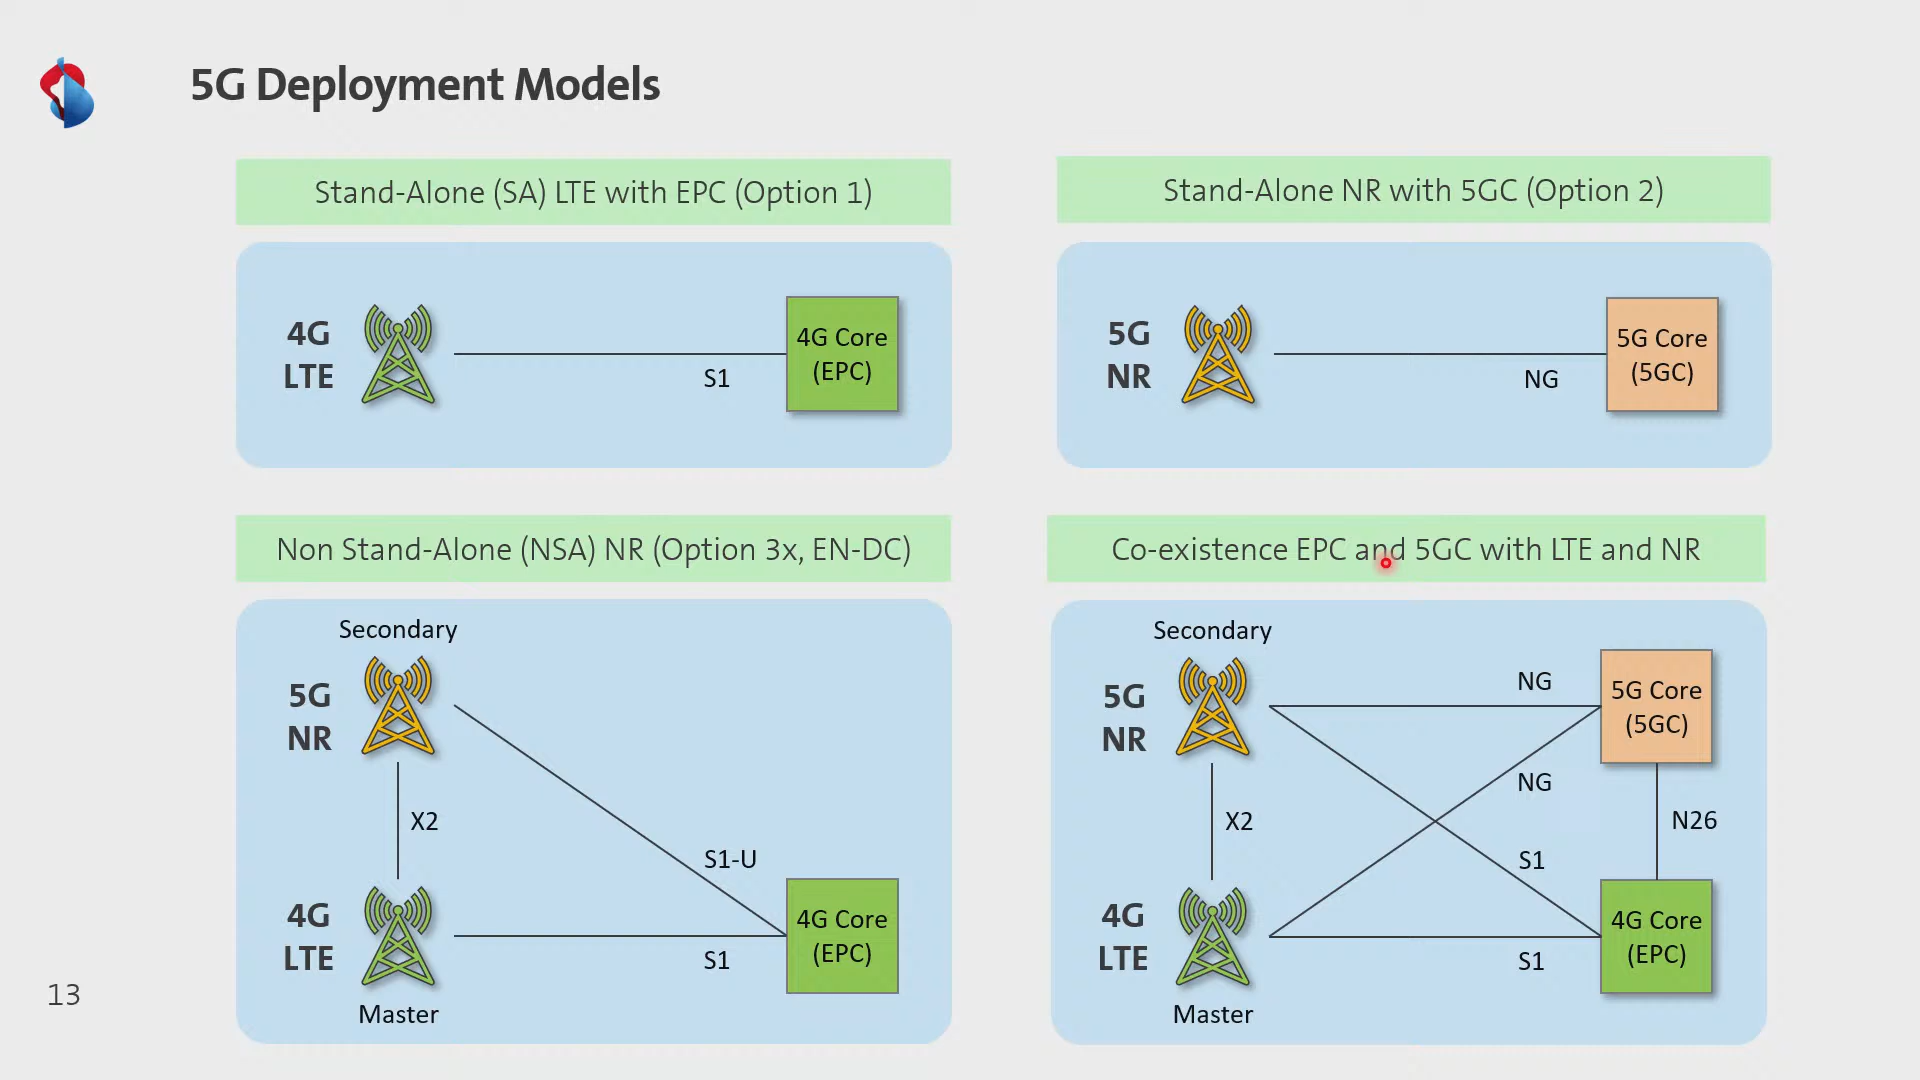 5G Deployment Models
Stand-Alone (SA) LTE with EPC (Option 1)
4G
LTE
S1
4G Core
(EPC)
Stand-Alone NR with 5GC (Option 2)
5G
NR
NG
5G Core
(5GC)
Non Stand-Alone (NSA) NR (Option 3x, EN-DC)
Secondary
5G
NR
X2
S1-U
4G
LTE
S1
4G Core
(EPC)
Master
Co-existence EPC and 5GC with LTE and NR
Secondary
5G
NR
NG
5G Core
(5GC)
NG
X2
N26
S1
4G
LTE
S1
4G Core
(EPC)
Master
13